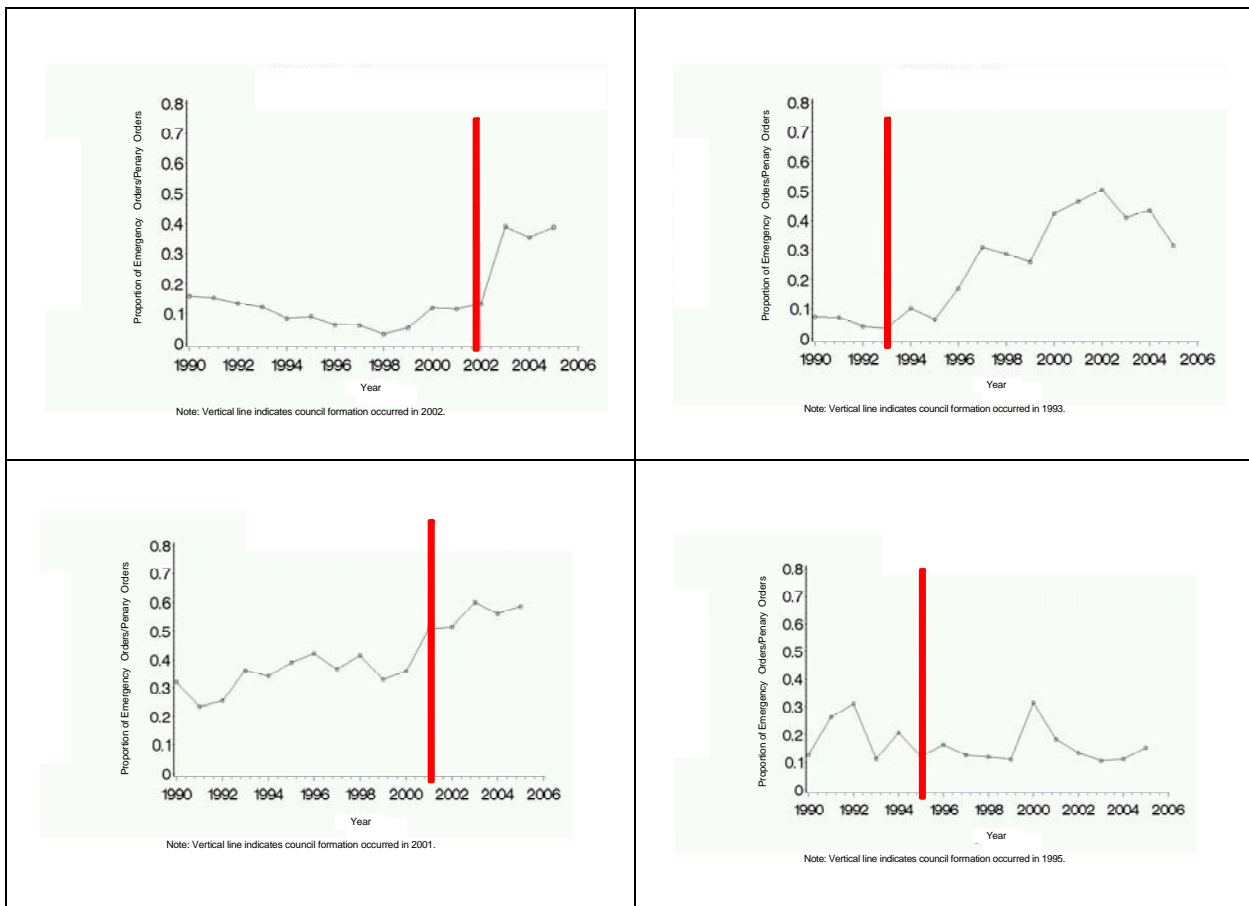 Proportion of Emergency Orders/Penary Orders
0.8
0.7
0.6
0.5
0.4
0.3
0.2
0.1
0
1990 1992 1994 1996 1998 2000 2002 2004 2006
Year
Note: Vertical line indicates council formation occurred in 2002.
Proportion of Emergency Orders/Penary Orders
0.8
0.7
0.6
0.5
0.4
0.3
0.2
0.1
0
1990 1992 1994 1996 1998 2000 2002 2004 2006
Year
Note: Vertical line indicates council formation occurred in 1993.
Proportion of Emergency Orders/Penary Orders
0.8
0.7
0.6
0.5
0.4
0.3
0.2
0.1
0
1990 1992 1994 1996 1998 2000 2002 2004 2006
Year
Note: Vertical line indicates council formation occurred in 2001.
Proportion of Emergency Orders/Penary Orders
0.8
0.7
0.6
0.5
0.4
0.3
0.2
0.1
0
1990 1992 1994 1996 1998 2000 2002 2004 2006
Year
Note: Vertical line indicates council formation occurred in 1995.